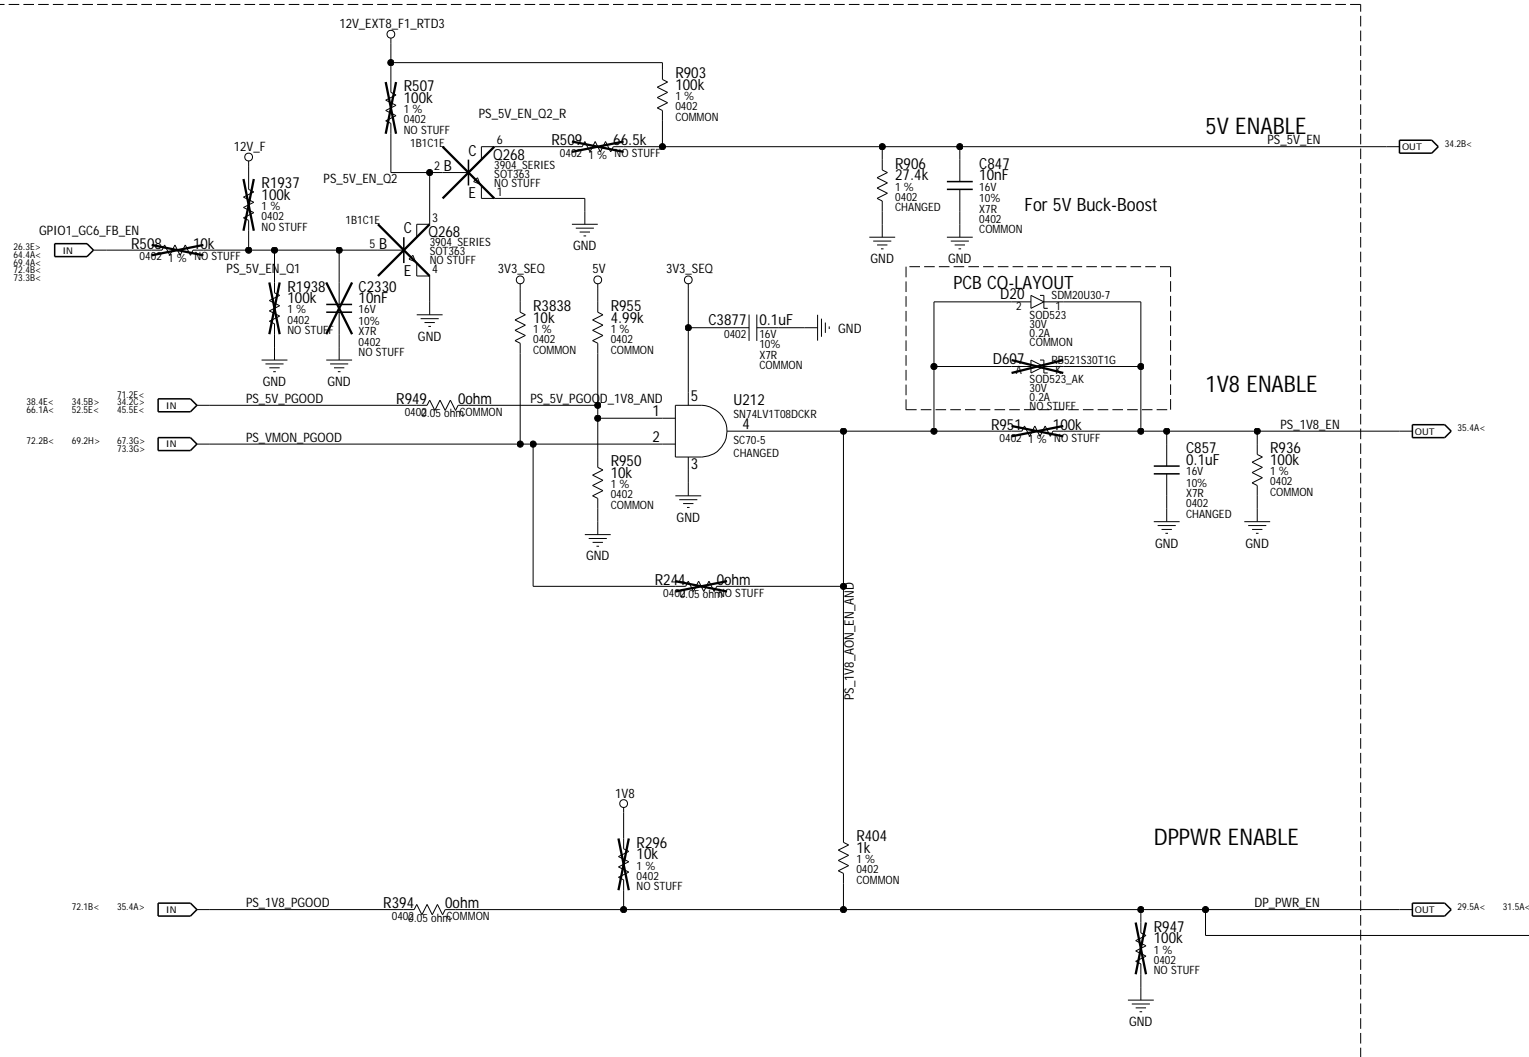 12V_EXT8_F1_RTD3
R507
100k
1 %
0402
NO STUFF
R903
100k
1 %
0402
COMMON
PS_5V_EN_Q2_R
1B1C1E
C
6
2 B
Q268
3904_SERIES
SOT363
NO STUFF
E
1
GND
R509
66.5k
0402
1 %
NO STUFF
5V ENABLE
PS_5V_EN
OUT
34.2B<
R906
27.4k
1 %
0402
CHANGED
GND
C847
10nF
16V
10%
X7R
0402
COMMON
GND
For 5V Buck-Boost
12V_F
R1937
100k
1 %
0402
NO STUFF
PS_5V_EN_Q2
1B1C1E
C
3
5 B
Q268
3904_SERIES
SOT363
NO STUFF
E
4
GND
GPIO1_GC6_FB_EN
26.3E>
64.4A<
69.4A<
72.4B<
73.3B<
IN
R508
10k
0402
1 %
NO STUFF
PS_5V_EN_Q1
R1938
100k
1 %
0402
NO STUFF
GND
C2330
10nF
16V
10%
X7R
0402
NO STUFF
GND
3V3_SEQ
R3838
10k
1 %
0402
COMMON
5V
R955
4.99k
1 %
0402
COMMON
3V3_SEQ
C3877
0402
0.1uF
16V
10%
X7R
COMMON
GND
PCB CO-LAYOUT
D20
SDM20U30-7
2
1
SOD523
30V
0.2A
COMMON
D607
RB521S30T1G
A
K
SOD523_AK
30V
0.2A
NO STUFF
1V8 ENABLE
71.2E<
38.4E<
34.5B>
34.2C>
66.1A<
52.5E<
45.5E<
IN
PS_5V_PGOOD
R949
0ohm
0402
0.05 ohm
COMMON
PS_5V_PGOOD_1V8_AND
72.2B<
69.2H>
67.3G>
73.3G>
IN
PS_VMON_PGOOD
1
2
5
3
U212
SN74LV1T08DCKR
4
SC70-5
CHANGED
GND
R950
10k
1 %
0402
COMMON
GND
R951
100k
0402
1 %
NO STUFF
PS_1V8_EN
OUT
35.4A<
C857
0.1uF
16V
10%
X7R
0402
CHANGED
GND
R936
100k
1 %
0402
COMMON
GND
R244
0ohm
0402
0.05 ohm
NO STUFF
PS_1V8_AON_EN_AND
1V8
R296
10k
1 %
0402
NO STUFF
R404
1k
1 %
0402
COMMON
DPPWR ENABLE
72.1B<
35.4A>
IN
PS_1V8_PGOOD
R394
0ohm
0402
0.05 ohm
COMMON
DP_PWR_EN
OUT
29.5A<
31.5A<
R947
100k
1 %
0402
NO STUFF
GND